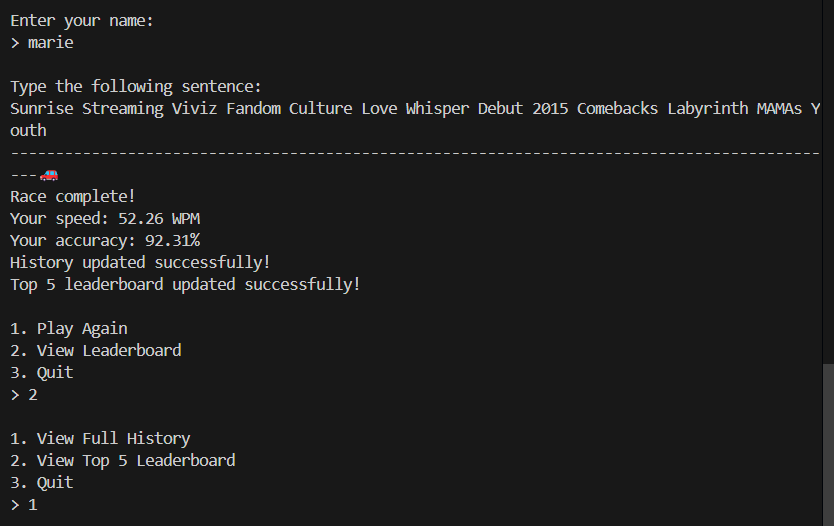 Enter your name:
> marie
Type the following sentence:
Sunrise Streaming Viviz Fandom Culture Love Whisper Debut 2015 Comebacks Labyrinth MAMAs Y
outh
------------------------------------------------------------------------------------------
---🚗
Race complete!
Your speed: 52.26 WPM
Your accuracy: 92.31%
History updated successfully!
Top 5 leaderboard updated successfully!
1. Play Again
2. View Leaderboard
3. Quit
> 2
1. View Full History
2. View Top 5 Leaderboard
3. Quit
> 1